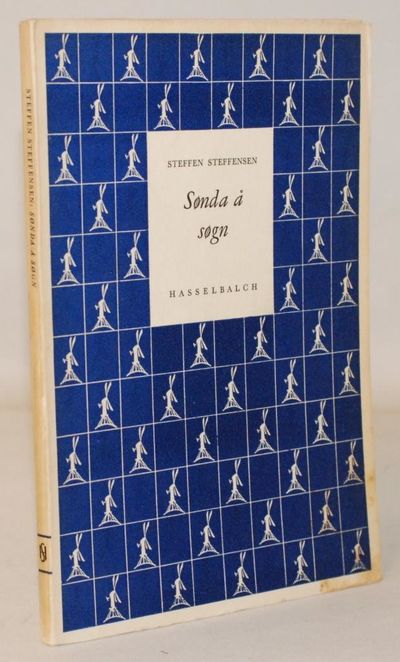 STEFFEN STEFFENSEN
Sønda å
søgn
HASSELBALCH
STEFFEN STEFFENSEN: SØNDA Å SØGN